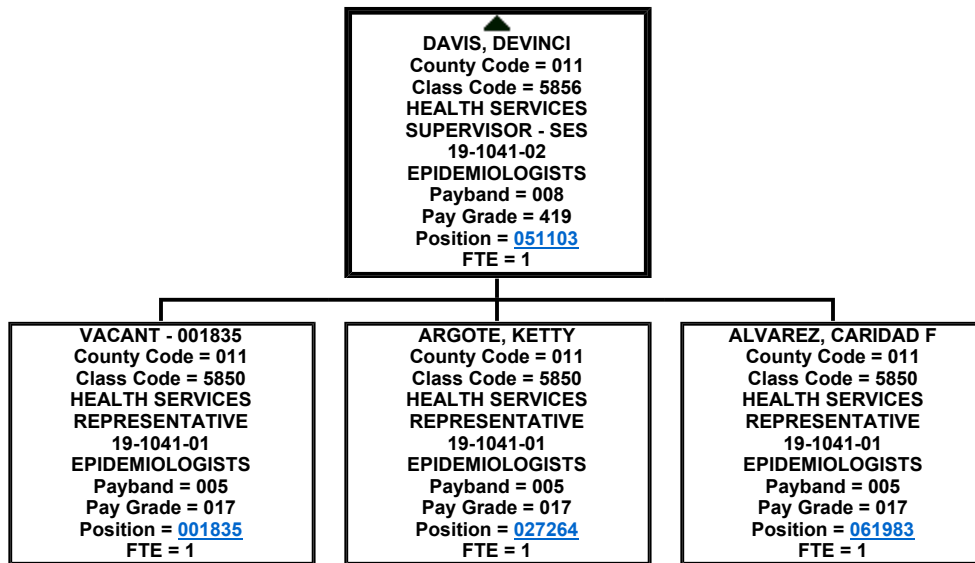 DAVIS, DEVINCI
County Code = 011
Class Code = 5856
HEALTH SERVICES
SUPERVISOR - SES
19-1041-02
EPIDEMIOLOGISTS
Payband = 008
Pay Grade = 419
Position = 051103
FTE = 1
VACANT - 001835
County Code = 011
Class Code = 5850
HEALTH SERVICES
REPRESENTATIVE
19-1041-01
EPIDEMIOLOGISTS
Payband = 005
Pay Grade = 017
Position = 001835
FTE = 1
ARGOTE, KETTY
County Code = 011
Class Code = 5850
HEALTH SERVICES
REPRESENTATIVE
19-1041-01
EPIDEMIOLOGISTS
Payband = 005
Pay Grade = 017
Position = 027264
FTE = 1
ALVAREZ, CARIDAD F
County Code = 011
Class Code = 5850
HEALTH SERVICES
REPRESENTATIVE
19-1041-01
EPIDEMIOLOGISTS
Payband = 005
Pay Grade = 017
Position = 061983
FTE = 1